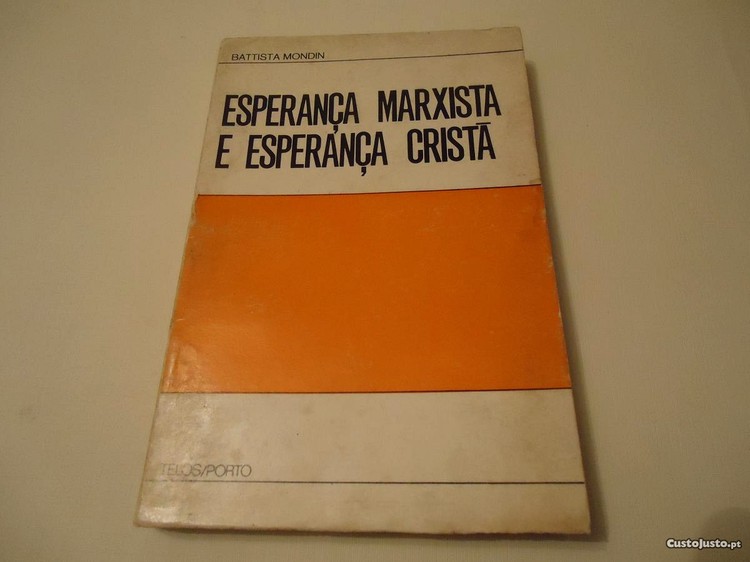 BATTISTA MONDIN
ESPERANÇA MARXISTA
E ESPERANÇA CRISTÃ
TELOS/PORTO
CustoJusto.pt